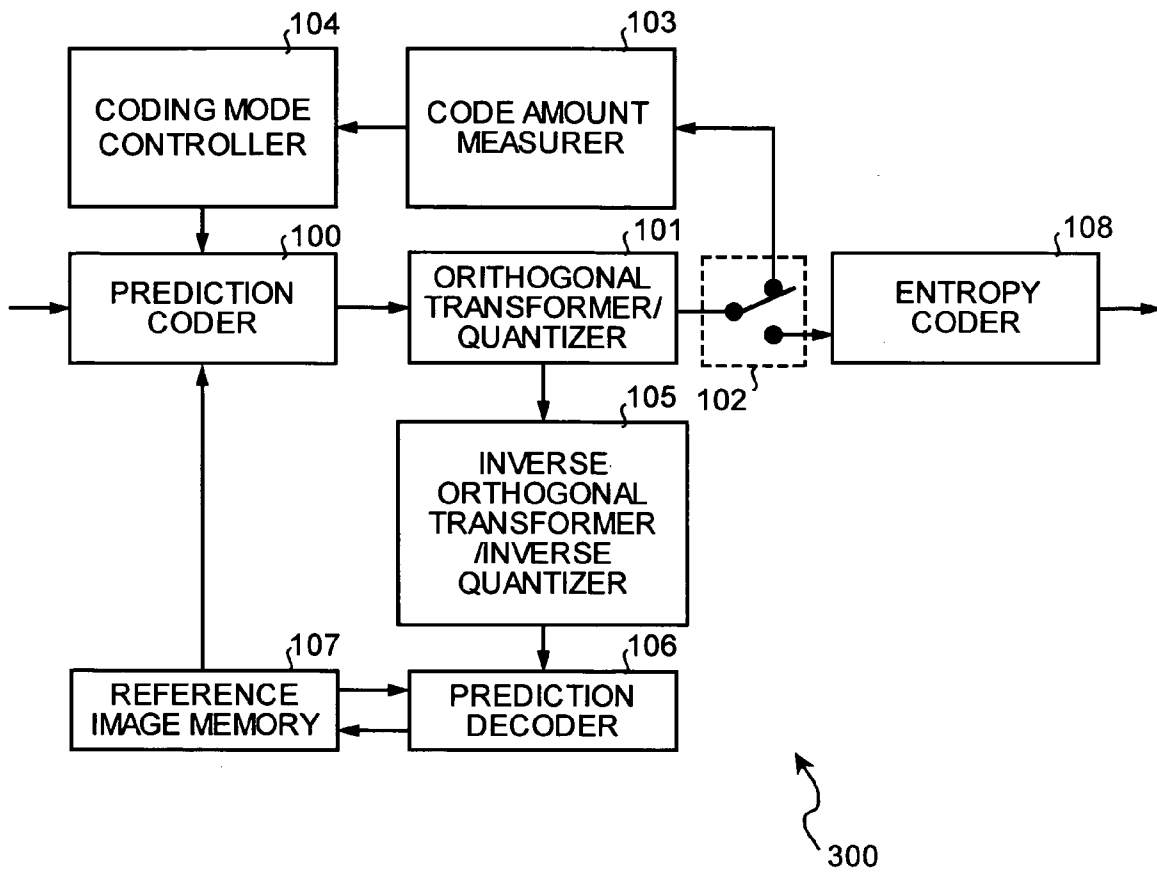 104
CODING MODE
CONTROLLER
103
CODE AMOUNT
MEASURER
100
PREDICTION
CODER
101
ORITHOGONAL
TRANSFORMER/
QUANTIZER
102
108
ENTROPY
CODER
105
INVERSE
ORTHOGONAL
TRANSFORMER
/INVERSE
QUANTIZER
107
REFERENCE
IMAGE MEMORY
106
PREDICTION
DECODER
300